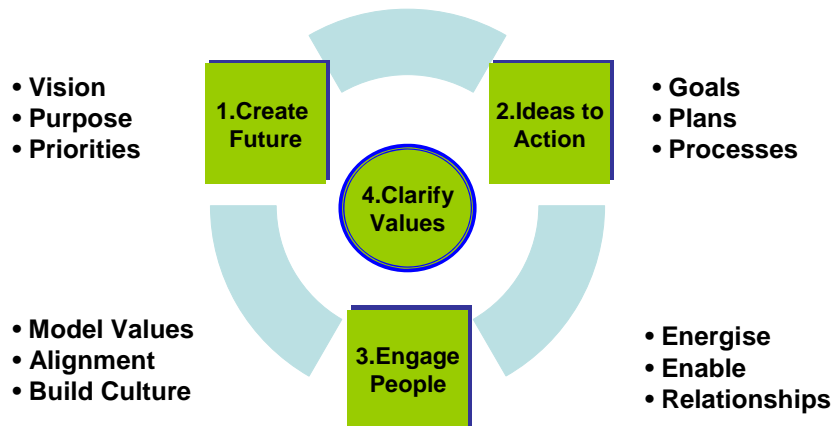 • Vision
• Purpose
• Priorities
1.Create
Future
2.Ideas to
Action
• Goals
• Plans
• Processes
4.Clarify
Values
• Model Values
• Alignment
• Build Culture
3.Engage
People
• Energise
• Enable
• Relationships